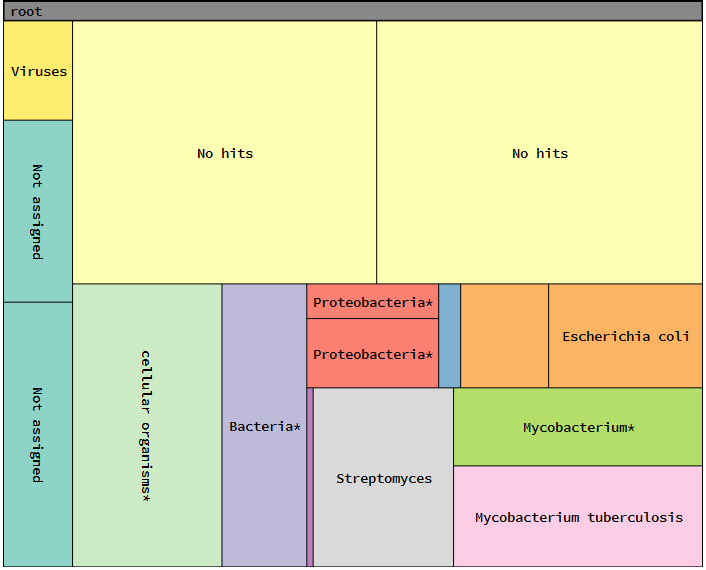 root
Viruses
No hits
No hits
Not assigned
Proteobacteria*
Escherichia coli
Proteobacteria*
cellular organisms*
Bacteria*
Mycobacterium*
Not assigned
Streptomyces
Mycobacterium tuberculosis